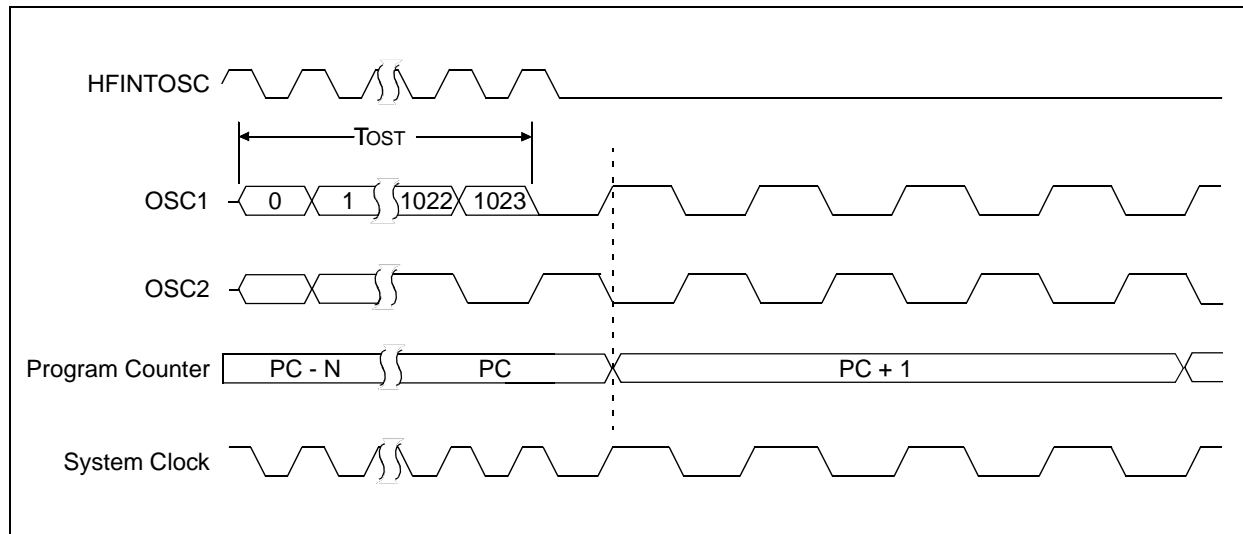 HFINTOSC
TOST
OSC1 0 1 1022 1023
OSC2
Program Counter PC - N PC PC + 1
System Clock